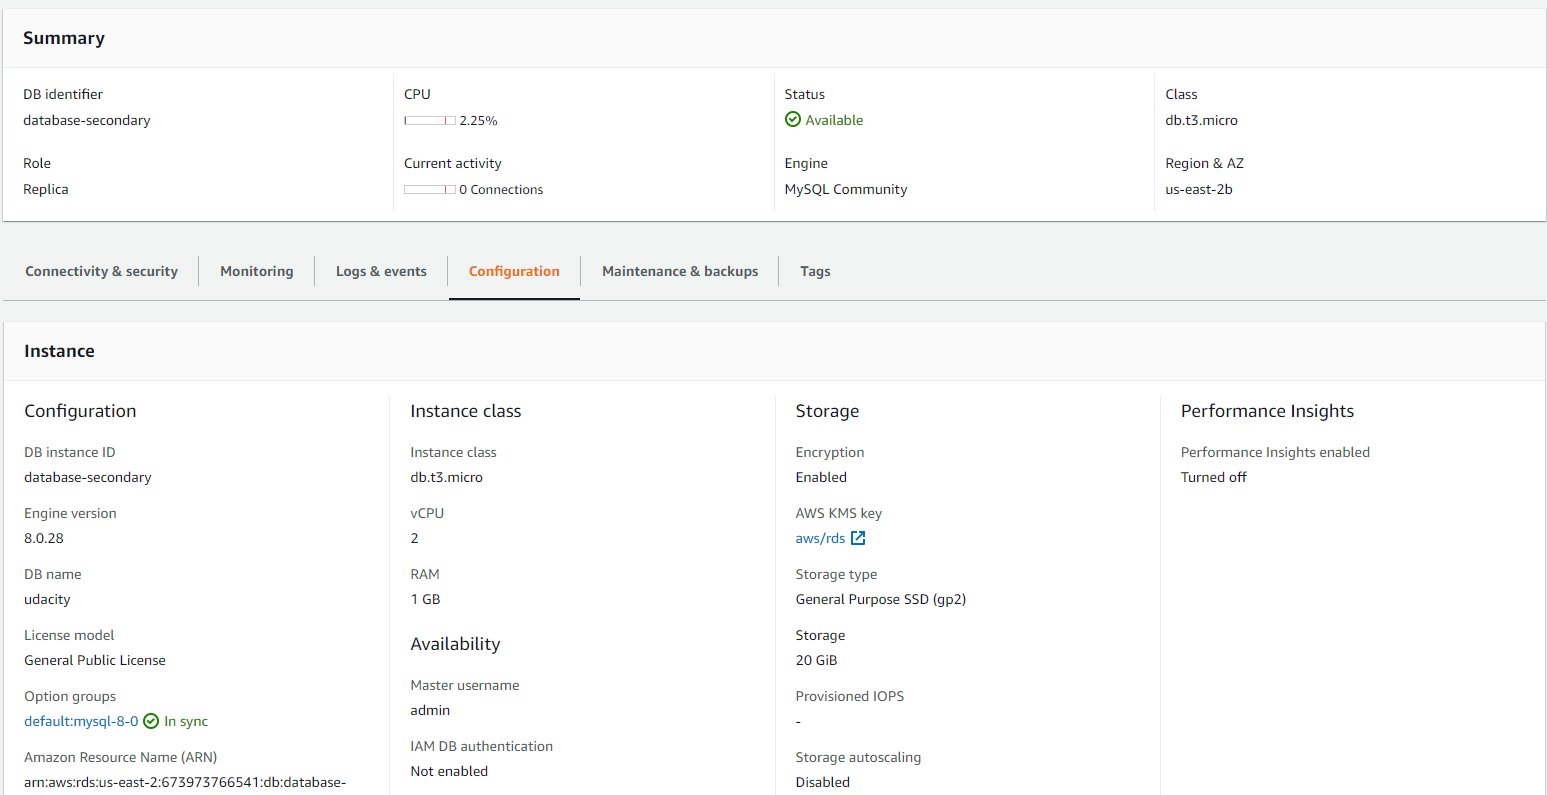 Summary
DB identifier
database-secondary
Role
Replica
CPU
2.25%
Current activity
0 Connections
Status
Available
Engine
MySQL Community
Class
db.t3.micro
Region & AZ
us-east-2b
Connectivity & security
Monitoring
Logs & events
Configuration
Maintenance & backups
Tags
Instance
Configuration
DB instance ID
database-secondary
Engine version
8.0.28
DB name
udacity
License model
General Public License
Option groups
default:mysql-8-0 In sync
Amazon Resource Name (ARN)
arn:aws:rds:us-east-2:673973766541:db:database-
Instance class
Instance class
db.t3.micro
vCPU
2
RAM
1 GB
Availability
Master username
admin
IAM DB authentication
Not enabled
Storage
Encryption
Enabled
AWS KMS key
aws/rds
Storage type
General Purpose SSD (gp2)
Storage
20 GiB
Provisioned IOPS
-
Storage autoscaling
Disabled
Performance Insights
Performance Insights enabled
Turned off